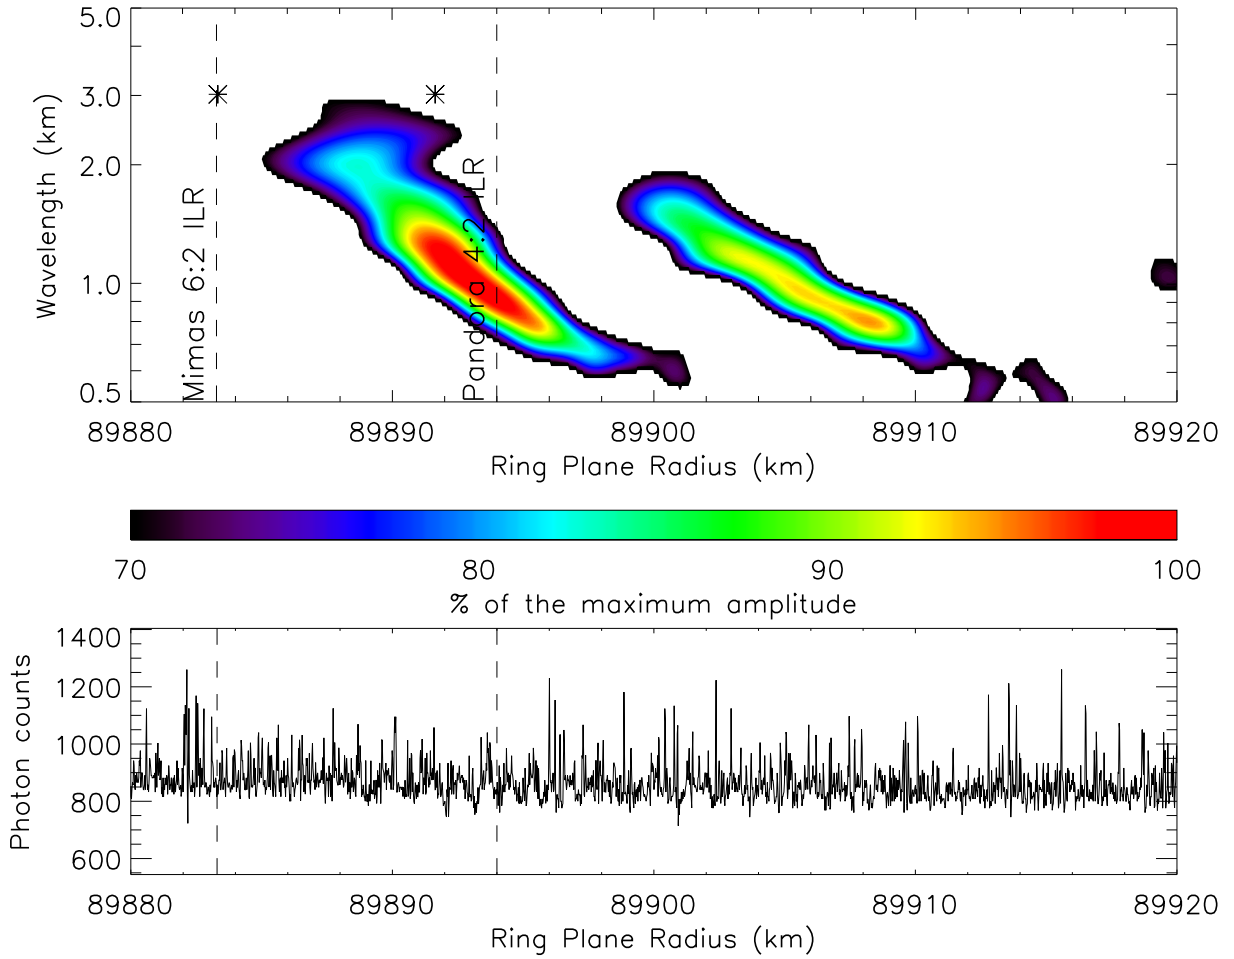 5.0
3.0
2.0
1.0
0.5
Wavelength (km)
Mimas 6:2 ILR
Pandora 4:2 ILR
89880 89890 89900 89910 89920
Ring Plane Radius (km)
70 80 90 100
% of the maximum amplitude
1400
1200
1000
800
600
Photon counts
89880 89890 89900 89910 89920
Ring Plane Radius (km)